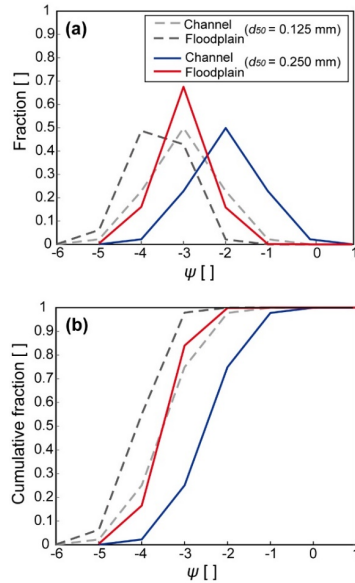 (a)
Channel (d50 = 0.125 mm)
Floodplain
Channel (d50 = 0.250 mm)
Floodplain
Fraction [ ]
1
0.9
0.8
0.7
0.6
0.5
0.4
0.3
0.2
0.1
0
-6 -5 -4 -3 -2 -1 0 1
ψ [ ]
(b)
Cumulative fraction [ ]
1
0.9
0.8
0.7
0.6
0.5
0.4
0.3
0.2
0.1
0
-6 -5 -4 -3 -2 -1 0 1
ψ [ ]